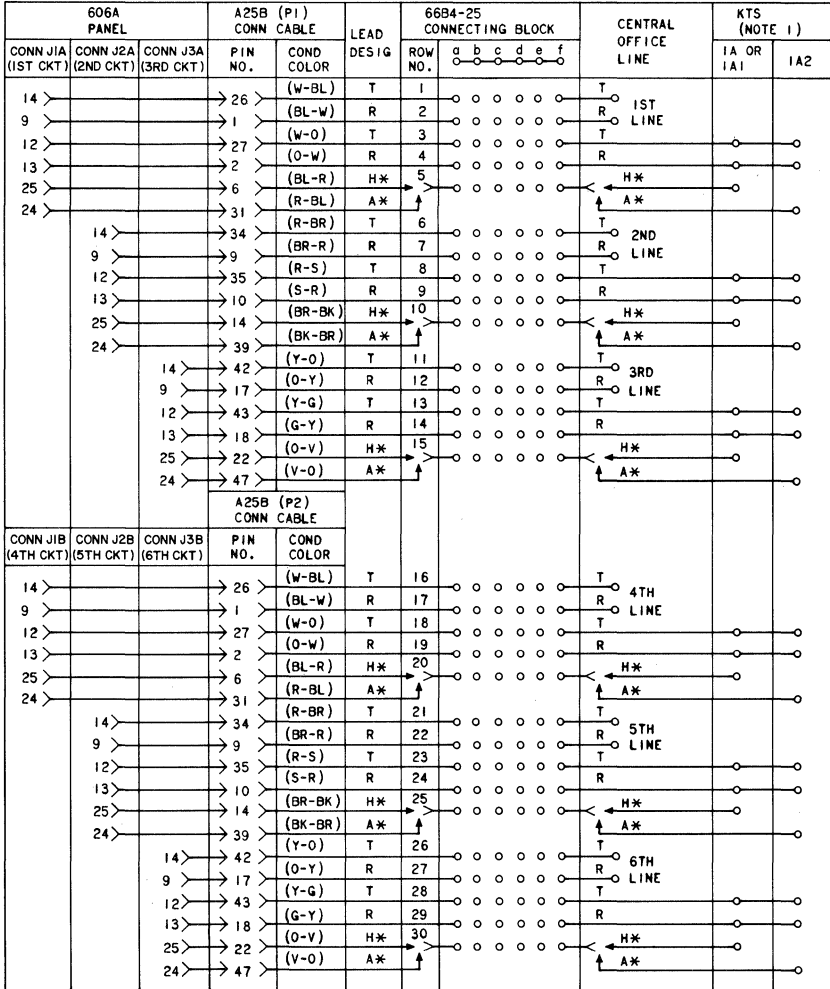 606A PANEL | A25B (P1) CONN CABLE | LEAD DESIG | 66B4-25 CONNECTING BLOCK | CENTRAL OFFICE LINE | KTS (NOTE 1)
CONN J1A (1ST CKT) | CONN J2A (2ND CKT) | CONN J3A (3RD CKT) | PIN NO. | COND COLOR | ROW NO. | a b c d e f | 1A OR 1A1 | 1A2
14 26 (W-BL) T 1 T
9 1 (BL-W) R 2 R 1ST LINE
12 27 (W-O) T 3 T
13 2 (O-W) R 4 R
25 6 (BL-R) H* 5 H*
24 31 (R-BL) A* A*
14 34 (R-BR) T 6 T
9 9 (BR-R) R 7 R 2ND LINE
12 35 (R-S) T 8 T
13 10 (S-R) R 9 R
25 14 (BR-BK) H* 10 H*
24 39 (BK-BR) A* A*
14 42 (Y-O) T 11 T
9 17 (O-Y) R 12 R 3RD LINE
12 43 (Y-G) T 13 T
13 18 (G-Y) R 14 R
25 22 (O-V) H* 15 H*
24 47 (V-O) A* A*
A25B (P2) CONN CABLE
CONN J1B (4TH CKT) | CONN J2B (5TH CKT) | CONN J3B (6TH CKT) | PIN NO. | COND COLOR
14 26 (W-BL) T 16 T
9 1 (BL-W) R 17 R 4TH LINE
12 27 (W-O) T 18 T
13 2 (O-W) R 19 R
25 6 (BL-R) H* 20 H*
24 31 (R-BL) A* A*
14 34 (R-BR) T 21 T
9 9 (BR-R) R 22 R 5TH LINE
12 35 (R-S) T 23 T
13 10 (S-R) R 24 R
25 14 (BR-BK) H* 25 H*
24 39 (BK-BR) A* A*
14 42 (Y-O) T 26 T
9 17 (O-Y) R 27 R 6TH LINE
12 43 (Y-G) T 28 T
13 18 (G-Y) R 29 R
25 22 (O-V) H* 30 H*
24 47 (V-O) A* A*